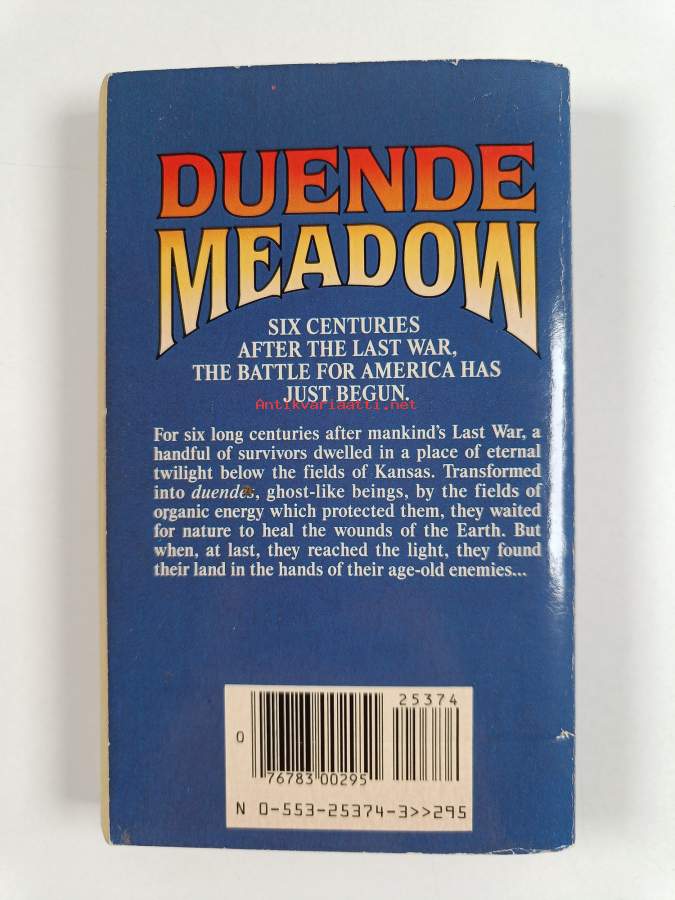 DUENDE
MEADOW
SIX CENTURIES
AFTER THE LAST WAR,
THE BATTLE FOR AMERICA HAS
JUST BEGUN.
Antikvariaatti.net
For six long centuries after mankind's Last War, a
handful of survivors dwelled in a place of eternal
twilight below the fields of Kansas. Transformed
into duendes, ghost-like beings, by the fields of
organic energy which protected them, they waited
for nature to heal the wounds of the Earth. But
when, at last, they reached the light, they found
their land in the hands of their age-old enemies...
25374
0
76783 00295
N 0-553-25374-3>>295